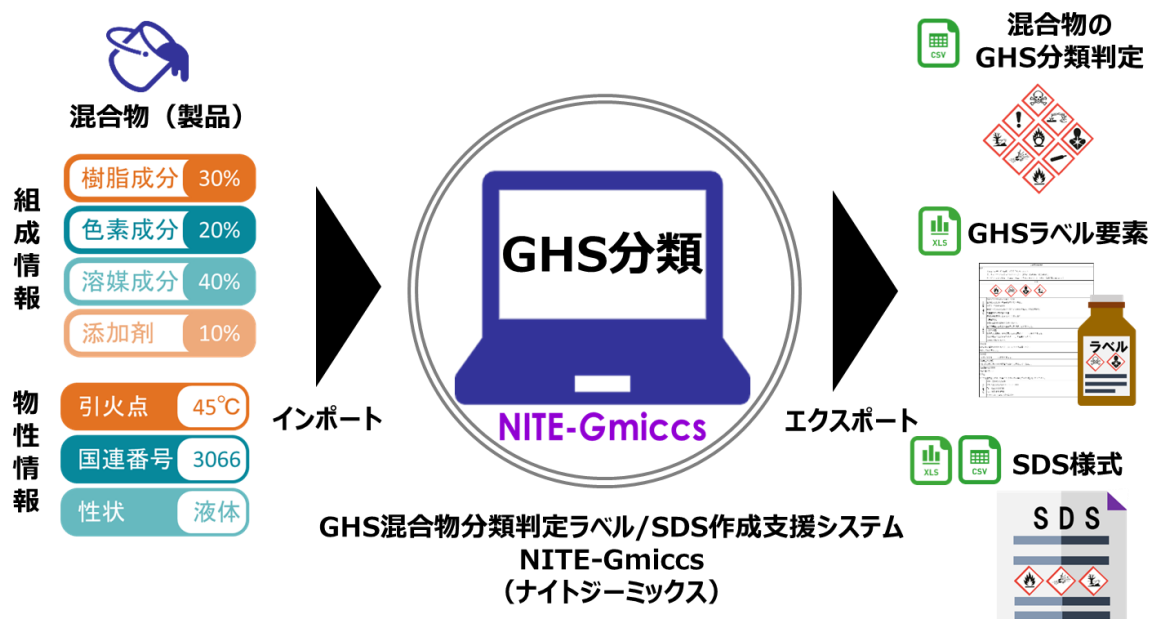 混合物（製品）
組成情報
樹脂成分 30%
色素成分 20%
溶媒成分 40%
添加剤 10%
物性情報
引火点 45℃
国連番号 3066
性状 液体
インポート
GHS分類
NITE-Gmiccs
GHS混合物分類判定ラベル/SDS作成支援システム
NITE-Gmiccs
（ナイトジーミックス）
エクスポート
CSV
混合物の
GHS分類判定
XLS
GHSラベル要素
ラベル
XLS
CSV
SDS様式
SDS